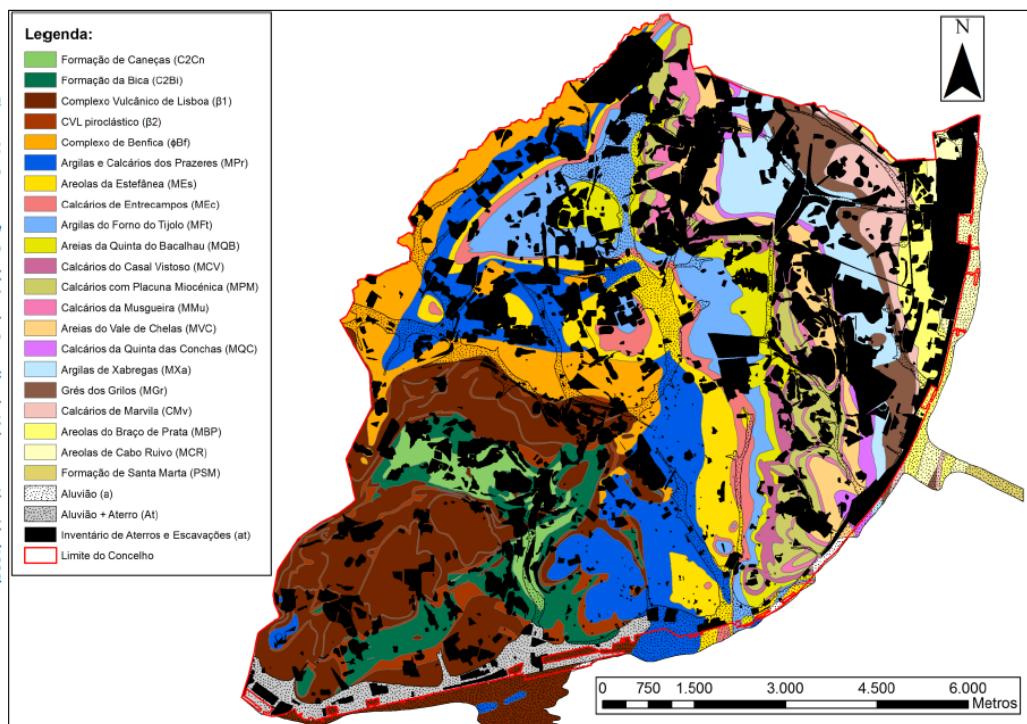 Legenda:
Formação de Caneças (C2Cn
Formação da Bica (C2Bi)
Complexo Vulcânico de Lisboa (β1)
CVL piroclástico (β2)
Complexo de Benfica (ϕBf)
Argilas e Calcários dos Prazeres (MPr)
Areolas da Estefânea (MEs)
Calcários de Entrecampos (MEc)
Argilas do Forno do Tijolo (MFt)
Areias da Quinta do Bacalhau (MQB)
Calcários do Casal Vistoso (MCV)
Calcários com Placuna Miocénica (MPM)
Calcários da Musgueira (MMu)
Areias do Vale de Chelas (MVC)
Calcários da Quinta das Conchas (MQC)
Argilas de Xabregas (MXa)
Grés dos Grilos (MGr)
Calcários de Marvila (CMv)
Areolas do Braço de Prata (MBP)
Areolas de Cabo Ruivo (MCR)
Formação de Santa Marta (PSM)
Aluvião (a)
Aluvião + Aterro (At)
Inventário de Aterros e Escavações (at)
Limite do Concelho
N
0 750 1.500 3.000 4.500 6.000
Metros